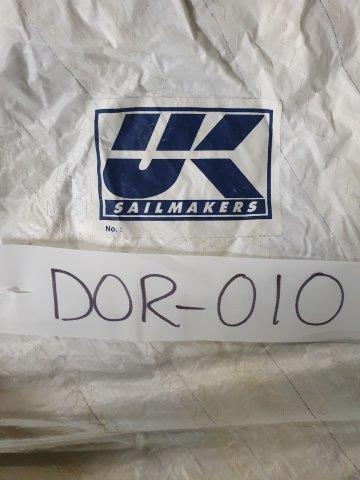 UK
SAILMAKERS
No. :
DOR-010